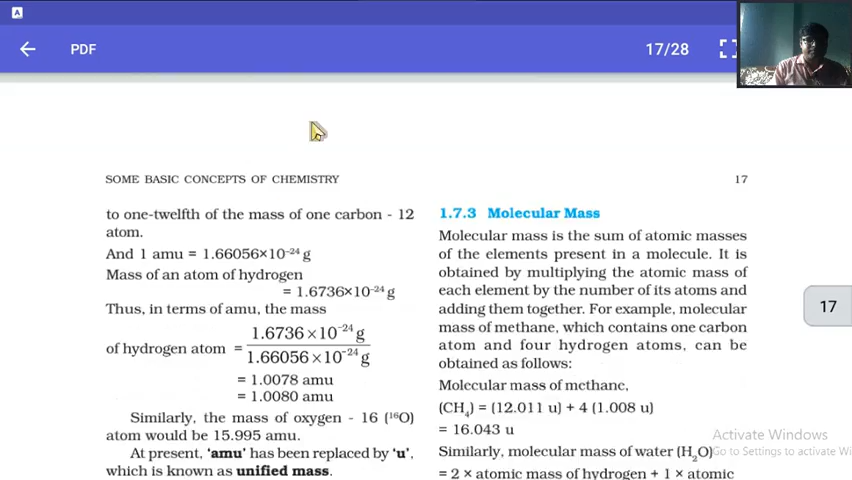 A
PDF
17/28
SOME BASIC CONCEPTS OF CHEMISTRY
17
to one-twelfth of the mass of one carbon - 12
atom.
And 1 amu = 1.66056×10⁻²⁴ g
Mass of an atom of hydrogen
= 1.6736×10⁻²⁴ g
Thus, in terms of amu, the mass
of hydrogen atom = 1.6736 ×10⁻²⁴ g
1.66056 ×10⁻²⁴ g
= 1.0078 amu
= 1.0080 amu
Similarly, the mass of oxygen - 16 (¹⁶O)
atom would be 15.995 amu.
At present, 'amu' has been replaced by 'u',
which is known as unified mass.
1.7.3 Molecular Mass
Molecular mass is the sum of atomic masses
of the elements present in a molecule. It is
obtained by multiplying the atomic mass of
each element by the number of its atoms and
adding them together. For example, molecular
mass of methane, which contains one carbon
atom and four hydrogen atoms, can be
obtained as follows:
Molecular mass of methane,
(CH₄) = (12.011 u) + 4 (1.008 u)
= 16.043 u
Similarly, molecular mass of water (H₂O)
= 2 × atomic mass of hydrogen + 1 × atomic
17
Activate Windows
Go to Settings to activate Wi